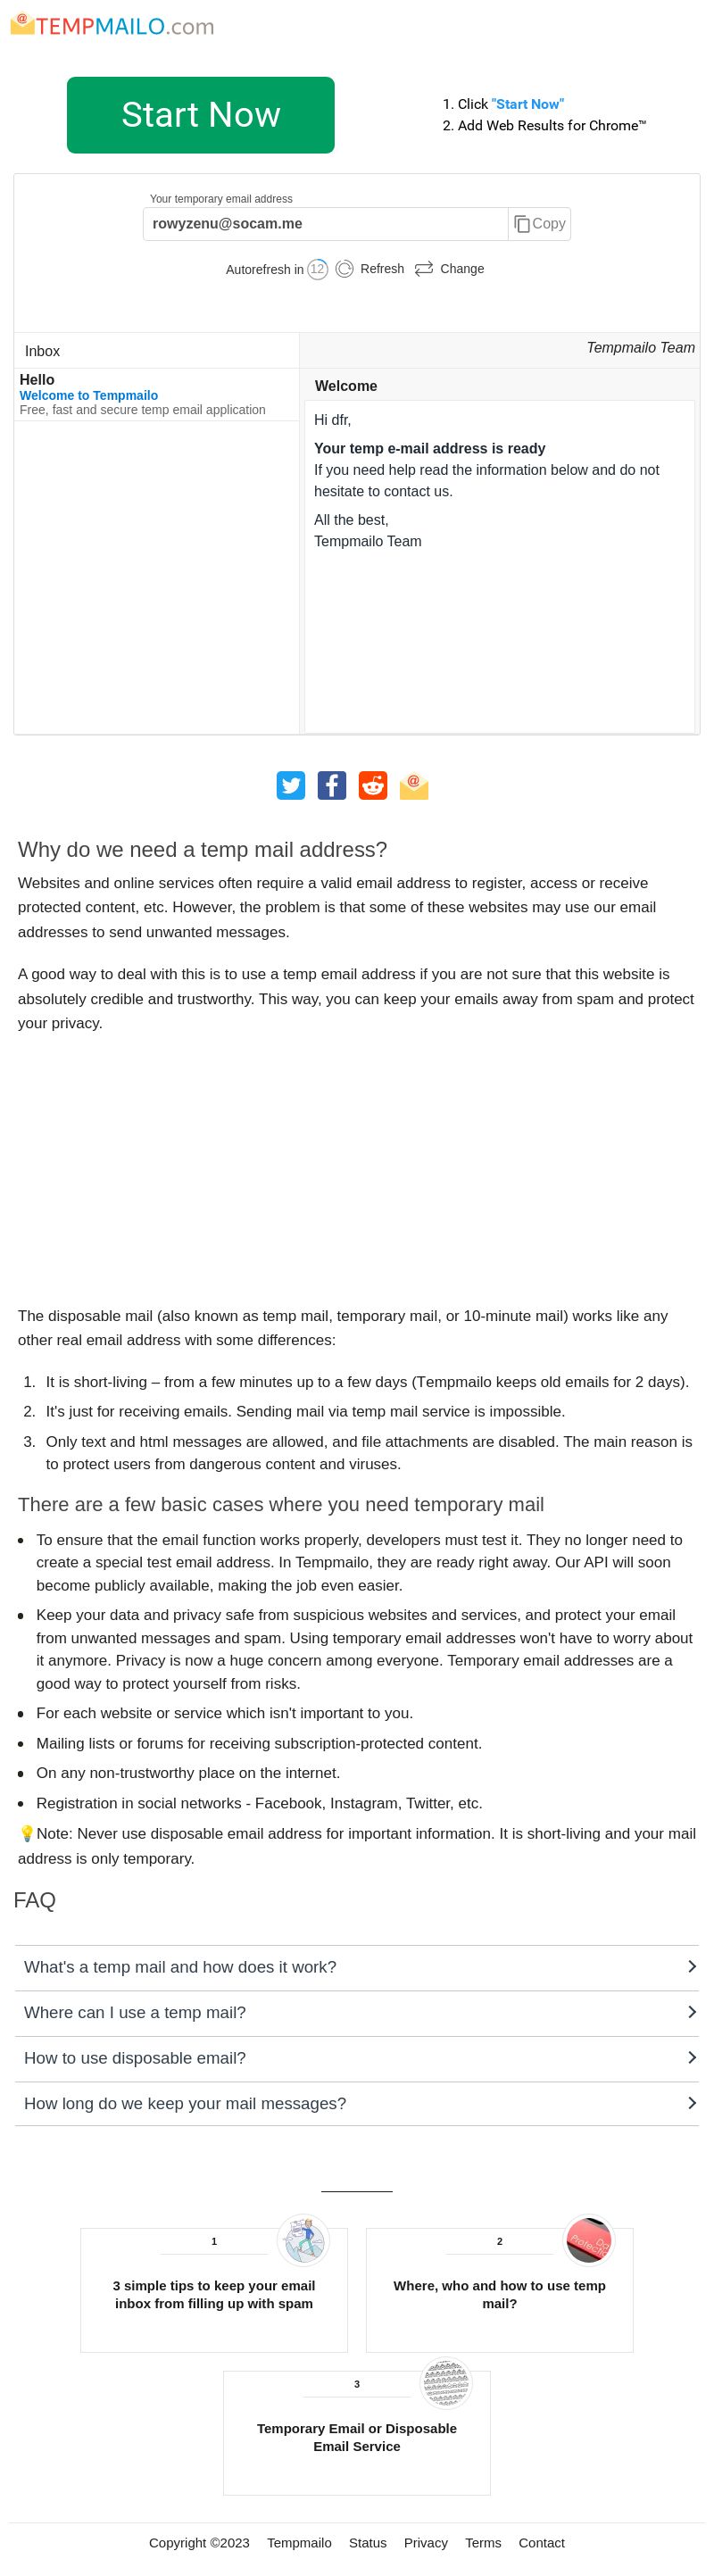 TEMPMAILO.com
Start Now
1. Click "Start Now"
2. Add Web Results for Chrome™
Your temporary email address
rowyzenu@socam.me
Copy
Autorefresh in 12 Refresh Change
Inbox
Tempmailo Team
Hello
Welcome to Tempmailo
Free, fast and secure temp email application
Welcome
Hi dfr,
Your temp e-mail address is ready
If you need help read the information below and do not
hesitate to contact us.
All the best,
Tempmailo Team
Why do we need a temp mail address?
Websites and online services often require a valid email address to register, access or receive
protected content, etc. However, the problem is that some of these websites may use our email
addresses to send unwanted messages.
A good way to deal with this is to use a temp email address if you are not sure that this website is
absolutely credible and trustworthy. This way, you can keep your emails away from spam and protect
your privacy.
The disposable mail (also known as temp mail, temporary mail, or 10-minute mail) works like any
other real email address with some differences:
1. It is short-living – from a few minutes up to a few days (Tempmailo keeps old emails for 2 days).
2. It's just for receiving emails. Sending mail via temp mail service is impossible.
3. Only text and html messages are allowed, and file attachments are disabled. The main reason is
to protect users from dangerous content and viruses.
There are a few basic cases where you need temporary mail
• To ensure that the email function works properly, developers must test it. They no longer need to
create a special test email address. In Tempmailo, they are ready right away. Our API will soon
become publicly available, making the job even easier.
• Keep your data and privacy safe from suspicious websites and services, and protect your email
from unwanted messages and spam. Using temporary email addresses won't have to worry about
it anymore. Privacy is now a huge concern among everyone. Temporary email addresses are a
good way to protect yourself from risks.
• For each website or service which isn't important to you.
• Mailing lists or forums for receiving subscription-protected content.
• On any non-trustworthy place on the internet.
• Registration in social networks - Facebook, Instagram, Twitter, etc.
💡Note: Never use disposable email address for important information. It is short-living and your mail
address is only temporary.
FAQ
What's a temp mail and how does it work?
Where can I use a temp mail?
How to use disposable email?
How long do we keep your mail messages?
1
3 simple tips to keep your email
inbox from filling up with spam
2
Where, who and how to use temp
mail?
3
Temporary Email or Disposable
Email Service
Copyright ©2023 Tempmailo Status Privacy Terms Contact